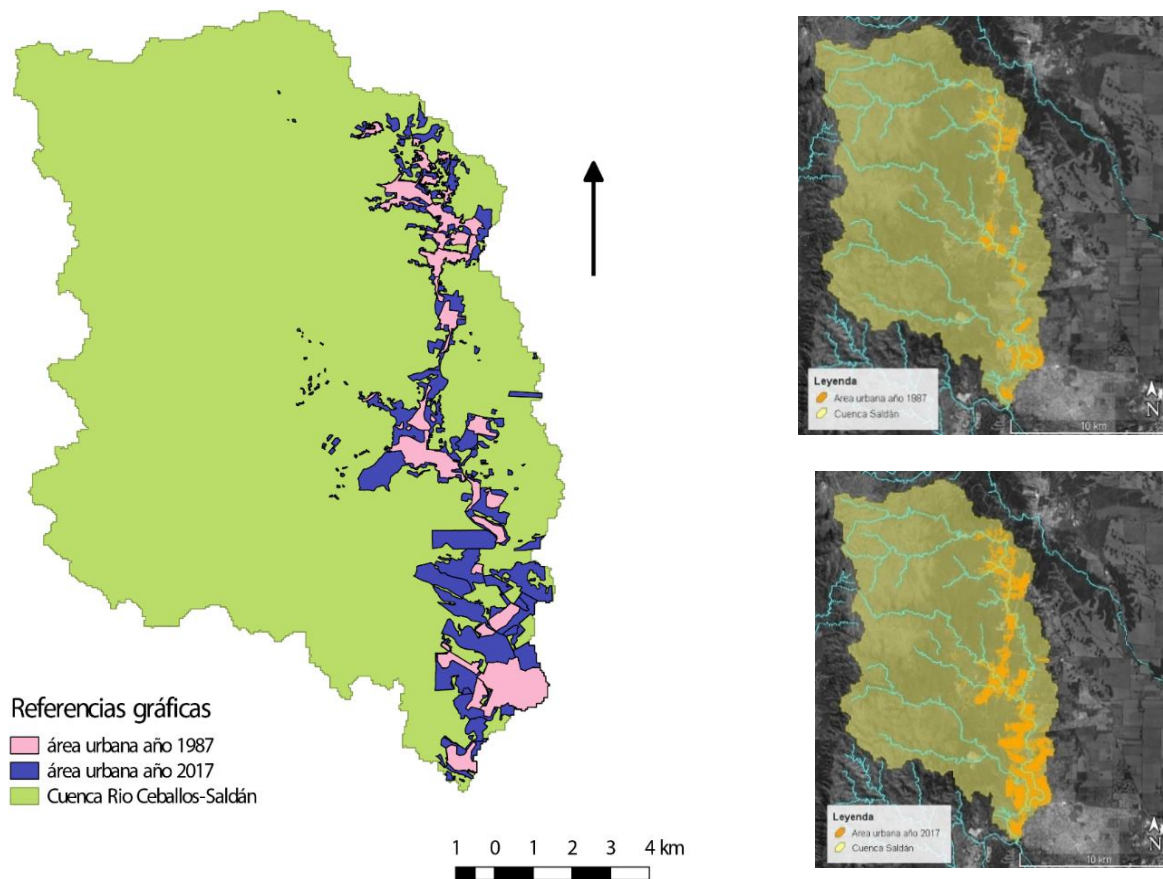 Referencias gráficas
área urbana año 1987
área urbana año 2017
Cuenca Rio Ceballos-Saldán
1 0 1 2 3 4 km
Leyenda
Area urbana año 1987
Cuenca Saldán
N
10 km
Leyenda
Area urbana año 2017
Cuenca Saldán
N
10 km